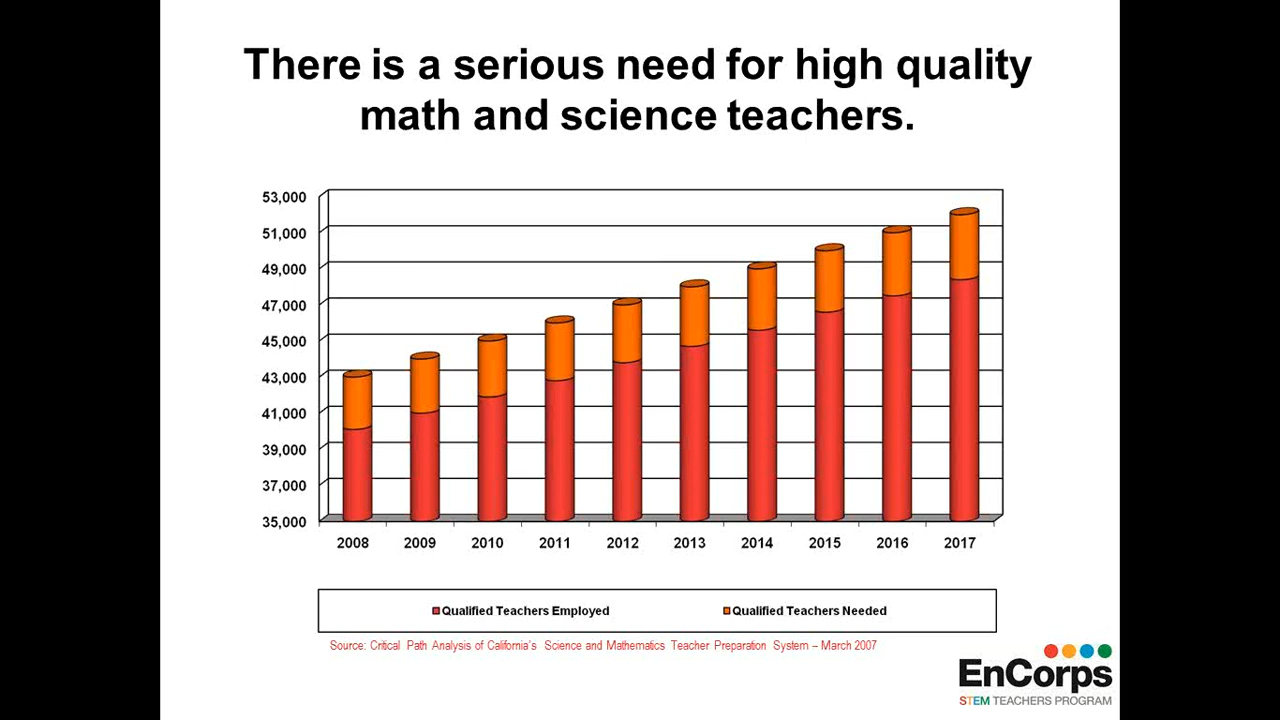 There is a serious need for high quality
math and science teachers.
53,000
51,000
49,000
47,000
45,000
43,000
41,000
39,000
37,000
35,000
2008 2009 2010 2011 2012 2013 2014 2015 2016 2017
Qualified Teachers Employed Qualified Teachers Needed
Source: Critical Path Analysis of California's Science and Mathematics Teacher Preparation System – March 2007
EnCorps
STEM TEACHERS PROGRAM